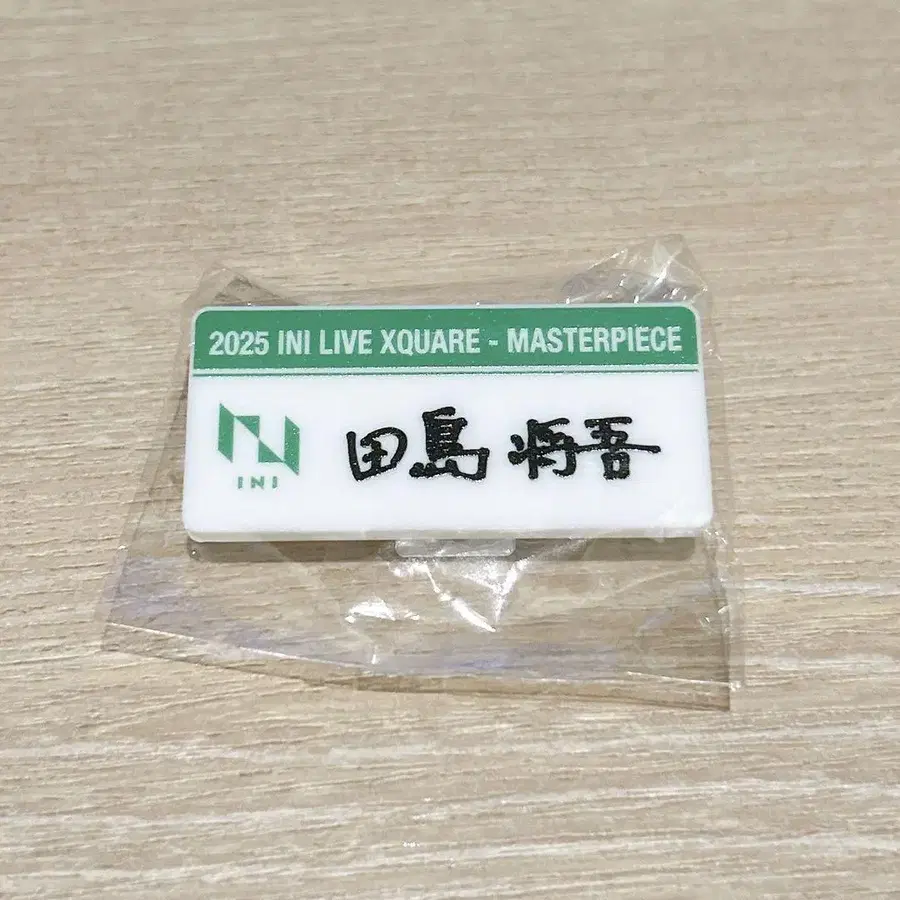 2025 INI LIVE XQUARE - MASTERPIECE
INI
田島 将吾